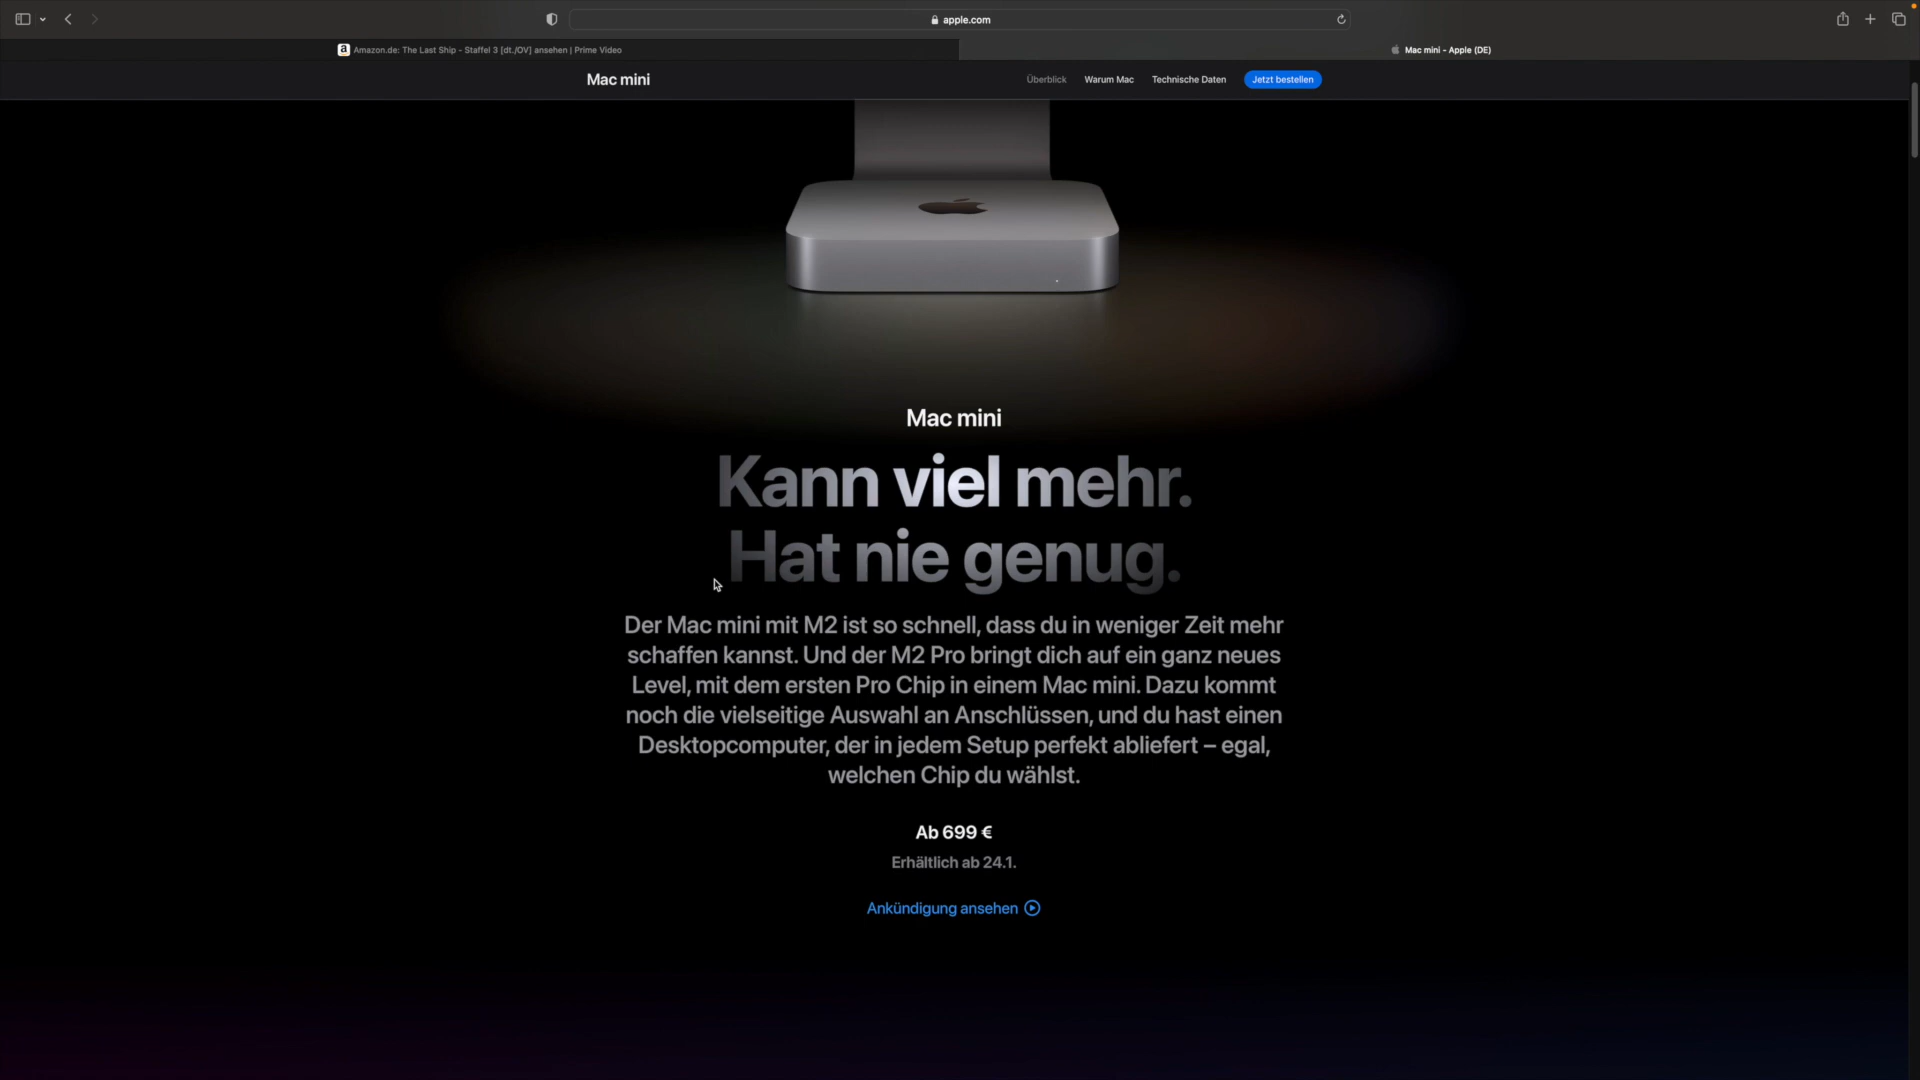 apple.com
a Amazon.de: The Last Ship - Staffel 3 [dt./OV] ansehen | Prime Video
Mac mini - Apple (DE)
Mac mini
Überblick
Warum Mac
Technische Daten
Jetzt bestellen
Mac mini
Kann viel mehr.
Hat nie genug.
Der Mac mini mit M2 ist so schnell, dass du in weniger Zeit mehr
schaffen kannst. Und der M2 Pro bringt dich auf ein ganz neues
Level, mit dem ersten Pro Chip in einem Mac mini. Dazu kommt
noch die vielseitige Auswahl an Anschlüssen, und du hast einen
Desktopcomputer, der in jedem Setup perfekt abliefert – egal,
welchen Chip du wählst.
Ab 699 €
Erhältlich ab 24.1.
Ankündigung ansehen